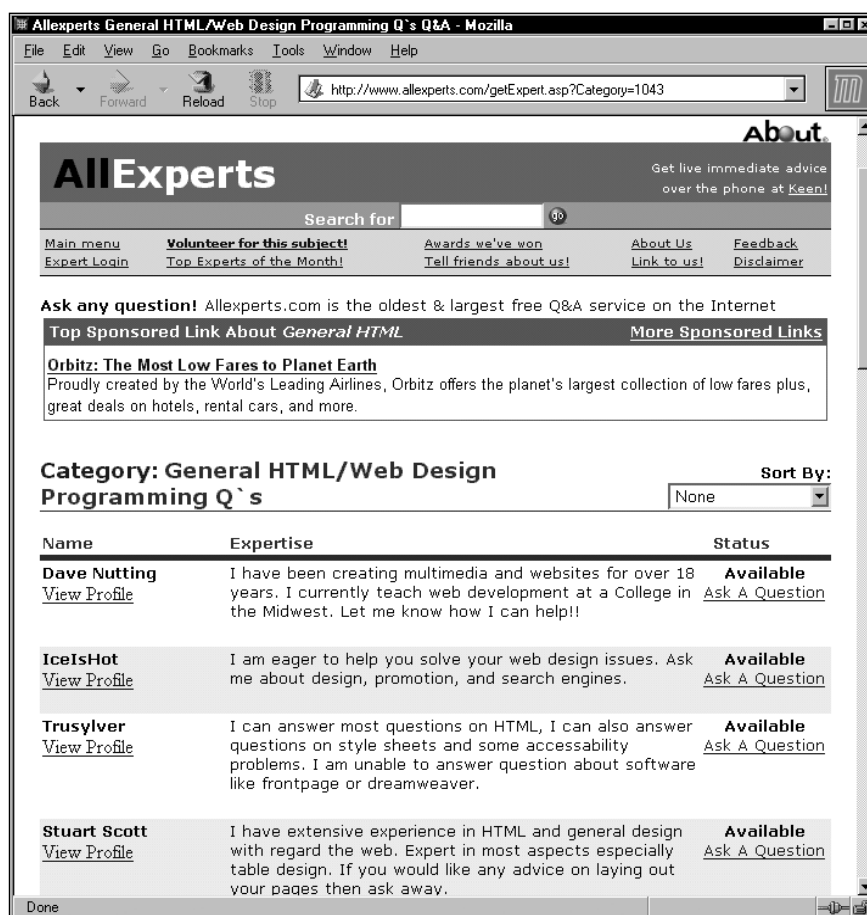 Allexperts General HTML/Web Design Programming Q`s Q&A - Mozilla
File Edit View Go Bookmarks Tools Window Help
Back Forward Reload Stop http://www.allexperts.com/getExpert.asp?Category=1043
About
AllExperts
Get live immediate advice
over the phone at Keen!
Search for go
Main menu Volunteer for this subject! Awards we've won About Us Feedback
Expert Login Top Experts of the Month! Tell friends about us! Link to us! Disclaimer
Ask any question! Allexperts.com is the oldest & largest free Q&A service on the Internet
Top Sponsored Link About General HTML More Sponsored Links
Orbitz: The Most Low Fares to Planet Earth
Proudly created by the World's Leading Airlines, Orbitz offers the planet's largest collection of low fares plus,
great deals on hotels, rental cars, and more.
Category: General HTML/Web Design
Programming Q`s
Sort By:
None
Name Expertise Status
Dave Nutting I have been creating multimedia and websites for over 18 Available
View Profile years. I currently teach web development at a College in Ask A Question
the Midwest. Let me know how I can help!!
IceIsHot I am eager to help you solve your web design issues. Ask Available
View Profile me about design, promotion, and search engines. Ask A Question
Trusylver I can answer most questions on HTML, I can also answer Available
View Profile questions on style sheets and some accessability Ask A Question
problems. I am unable to answer question about software
like frontpage or dreamweaver.
Stuart Scott I have extensive experience in HTML and general design Available
View Profile with regard the web. Expert in most aspects especially Ask A Question
table design. If you would like any advice on laying out
your pages then ask away.
Done